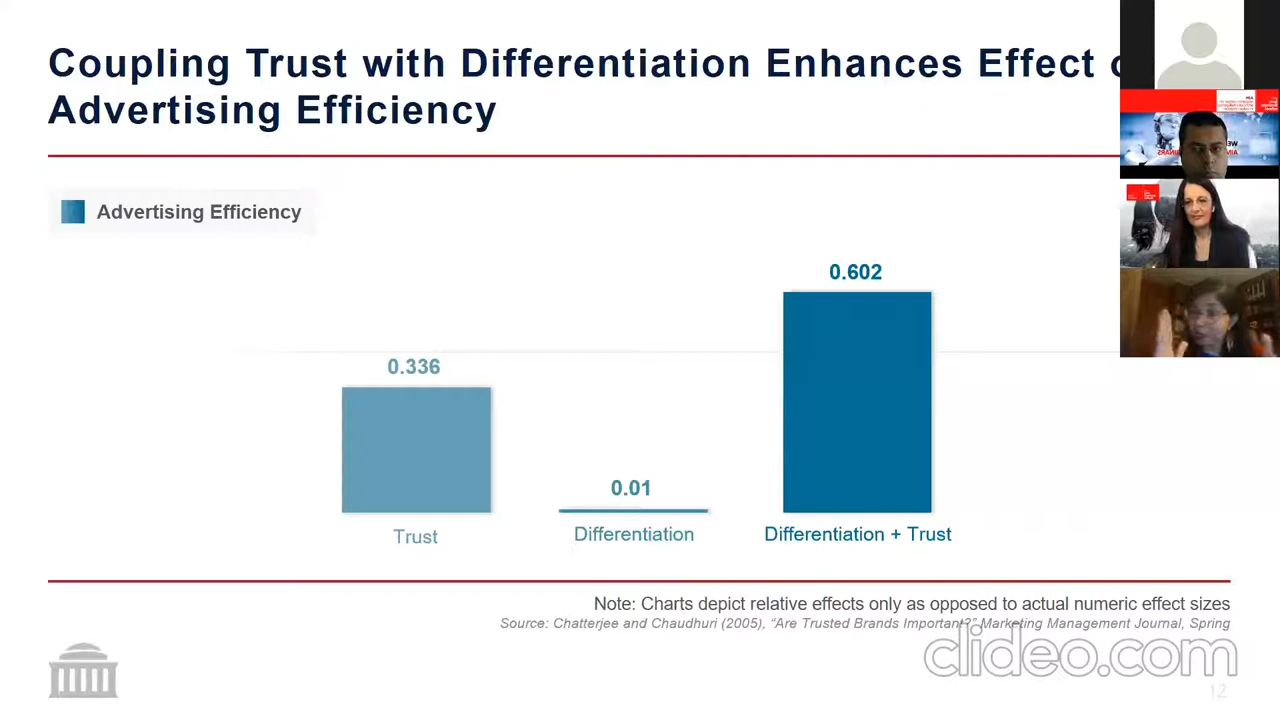 Coupling Trust with Differentiation Enhances Effect
Advertising Efficiency
Advertising Efficiency
0.602
0.336
0.01
Trust
Differentiation
Differentiation + Trust
Note: Charts depict relative effects only as opposed to actual numeric effect sizes
Source: Chatterjee and Chaudhuri (2005), “Are Trusted Brands Important?” Marketing Management Journal, Spring
clideo.com
12